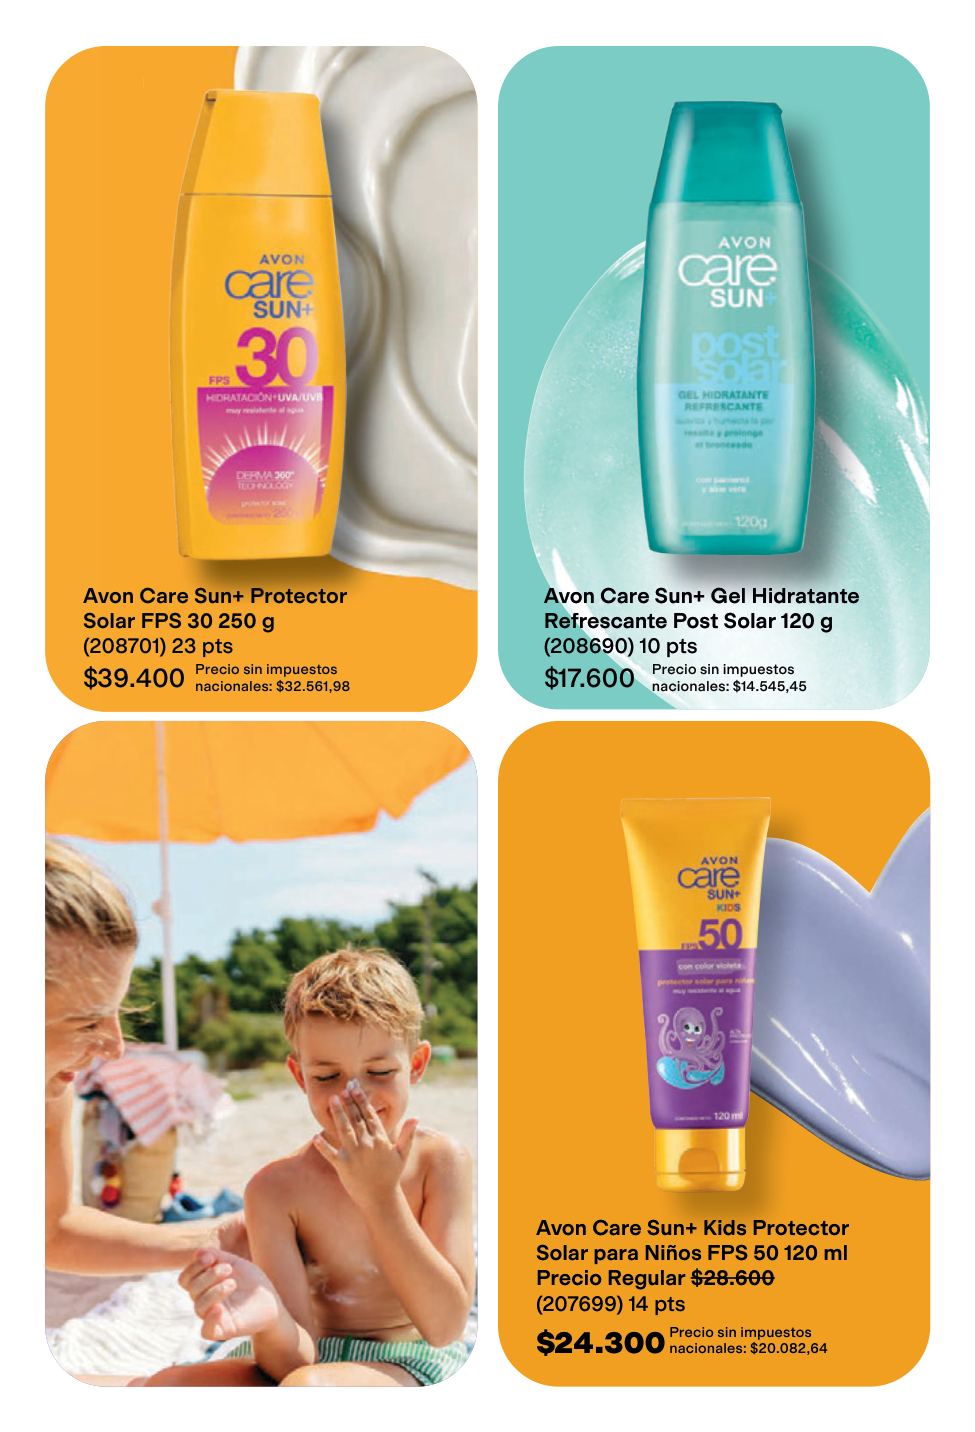 AVON
care
SUN+
30
FPS
HIDRATACIÓN+UVA/UVB
muy resistente al agua
DERMA 360°
TECHNOLOGY
protector solar
Avon Care Sun+ Protector
Solar FPS 30 250 g
(208701) 23 pts
$39.400 Precio sin impuestos
nacionales: $32.561,98
AVON
care
SUN+
post
solar
GEL HIDRATANTE
REFRESCANTE
resalta y prolonga
el bronceado
con pantenol
y aloe vera
120g
Avon Care Sun+ Gel Hidratante
Refrescante Post Solar 120 g
(208690) 10 pts
$17.600 Precio sin impuestos
nacionales: $14.545,45
AVON
care
SUN+
KIDS
FPS 50
con color violeta
protector solar para niños
muy resistente al agua
120 ml
Avon Care Sun+ Kids Protector
Solar para Niños FPS 50 120 ml
Precio Regular $28.600
(207699) 14 pts
$24.300 Precio sin impuestos
nacionales: $20.082,64